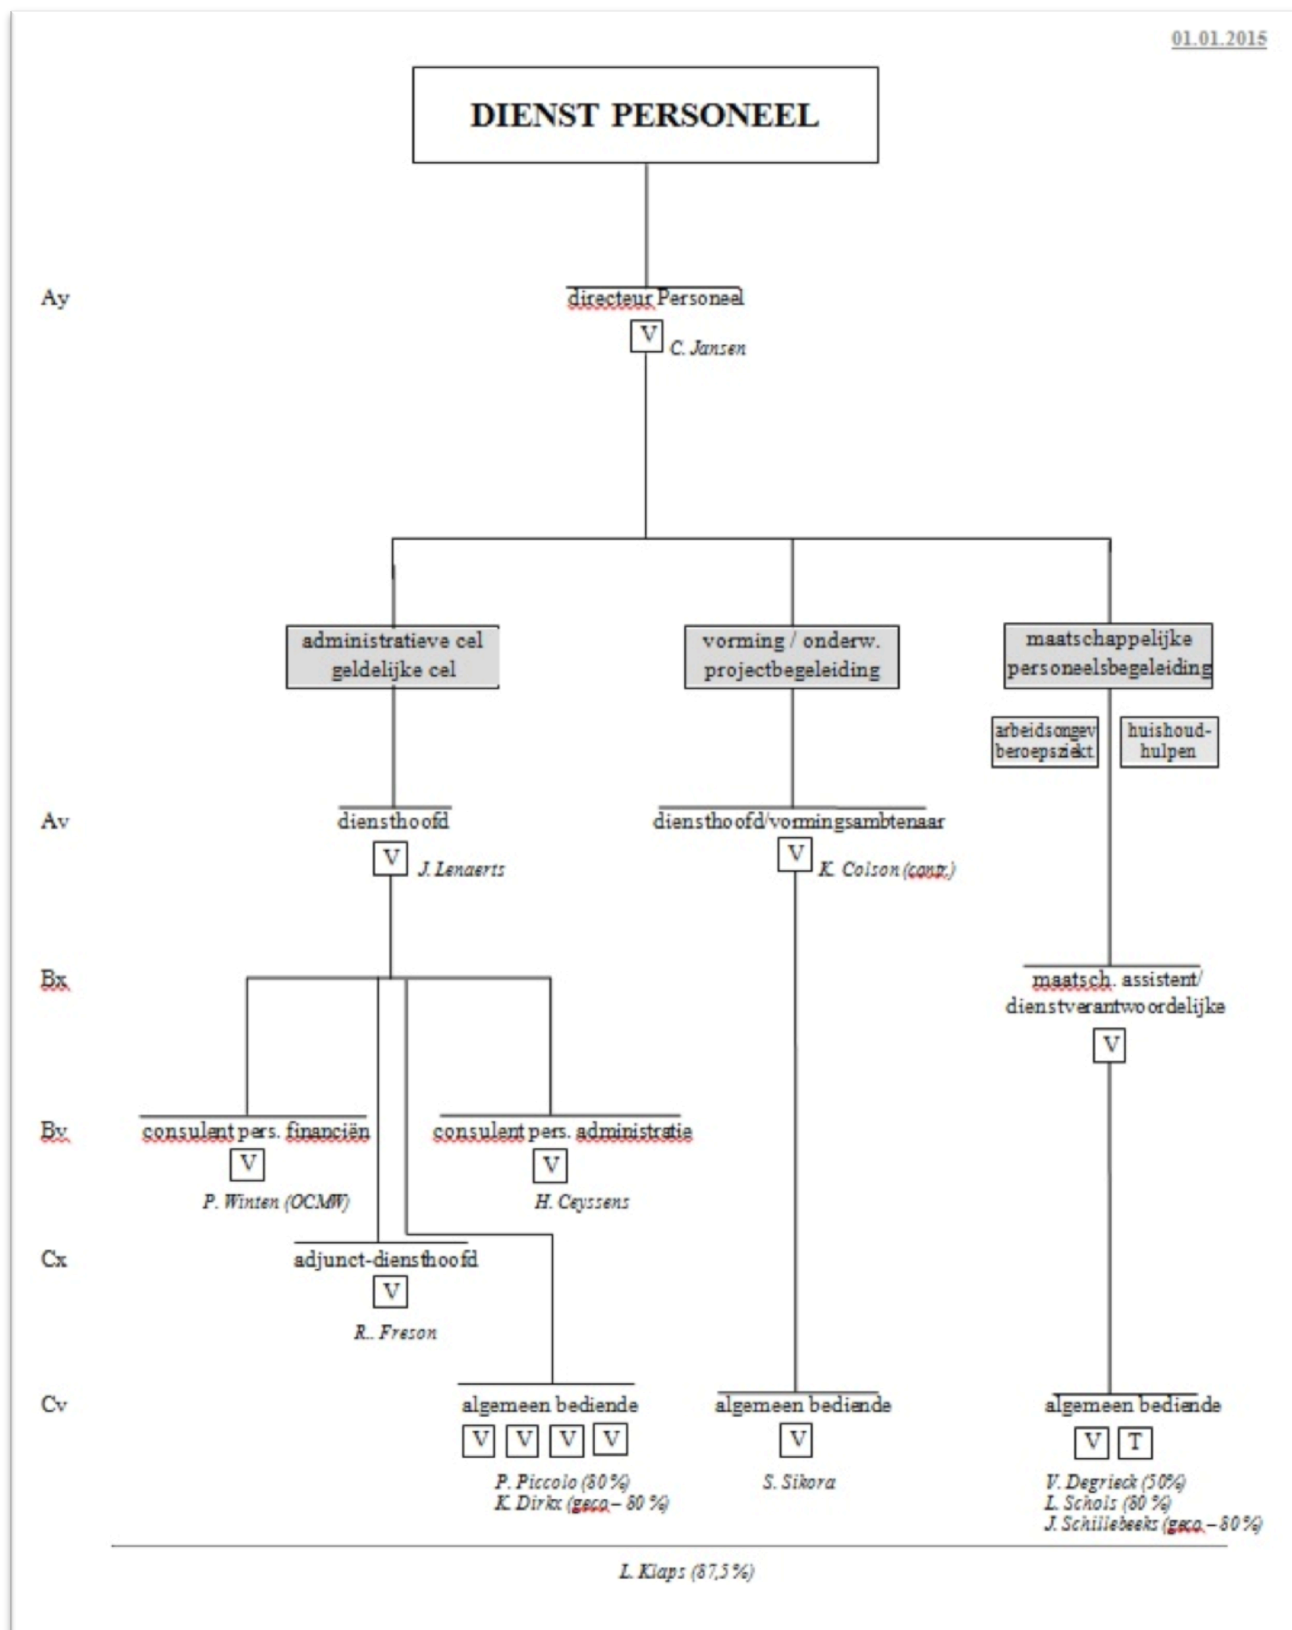 01.01.2015
DIENST PERSONEEL
Ay
directeur Personeel
V
C. Jansen
administratieve cel
geldelijke cel
vorming / onderw.
projectbegeleiding
maatschappelijke
personeelsbegeleiding
arbeidsongev
beroepsziekt.
huishoud-
hulpen
Av
diensthoofd
V
J. Lenaerts
diensthoofd/vormingsambtenaar
V
K. Colson (contr.)
Bx
maatsch. assistent/
dienstverantwoordelijke
V
Bv
consulent pers. financiën
V
P. Winten (OCMW)
consulent pers. administratie
V
H. Ceyssens
Cx
adjunct-diensthoofd
V
R.. Freson
Cv
algemeen bediende
V V V V
P. Piccolo (80%)
K. Dirkx (geco – 80 %)
algemeen bediende
V
S. Sikora
algemeen bediende
V T
V. Degrieck (50%)
L. Schols (80 %)
J. Schillebeeks (geco – 80%)
L. Klaps (87,5%)